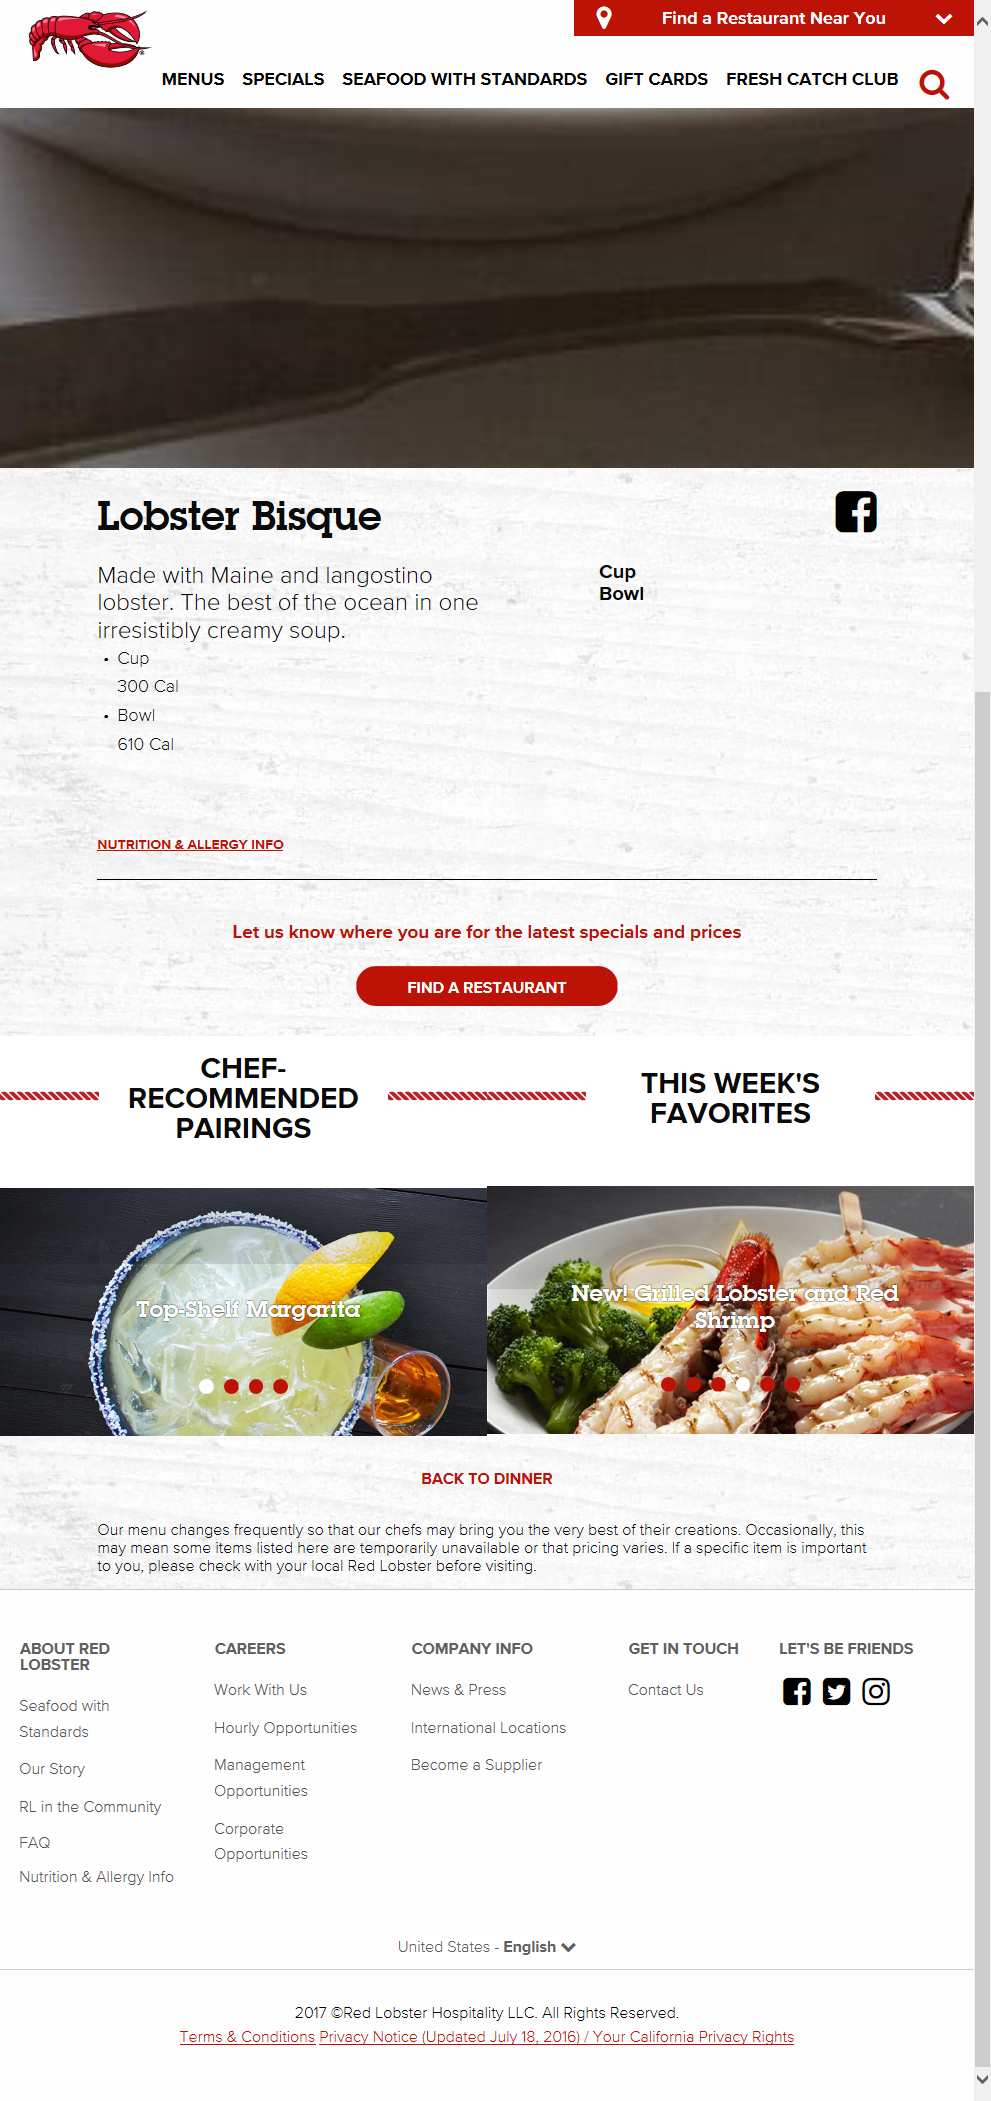 Find a Restaurant Near You
MENUS SPECIALS SEAFOOD WITH STANDARDS GIFT CARDS FRESH CATCH CLUB
Lobster Bisque
Made with Maine and langostino
lobster. The best of the ocean in one
irresistibly creamy soup.
• Cup
300 Cal
• Bowl
610 Cal
Cup
Bowl
NUTRITION & ALLERGY INFO
Let us know where you are for the latest specials and prices
FIND A RESTAURANT
CHEF-
RECOMMENDED
PAIRINGS
THIS WEEK'S
FAVORITES
Top-Shelf Margarita
New! Grilled Lobster and Red
Shrimp
BACK TO DINNER
Our menu changes frequently so that our chefs may bring you the very best of their creations. Occasionally, this
may mean some items listed here are temporarily unavailable or that pricing varies. If a specific item is important
to you, please check with your local Red Lobster before visiting.
ABOUT RED
LOBSTER
Seafood with
Standards
Our Story
RL in the Community
FAQ
Nutrition & Allergy Info
CAREERS
Work With Us
Hourly Opportunities
Management
Opportunities
Corporate
Opportunities
COMPANY INFO
News & Press
International Locations
Become a Supplier
GET IN TOUCH
Contact Us
LET'S BE FRIENDS
United States - English
2017 ©Red Lobster Hospitality LLC. All Rights Reserved.
Terms & Conditions Privacy Notice (Updated July 18, 2016) / Your California Privacy Rights